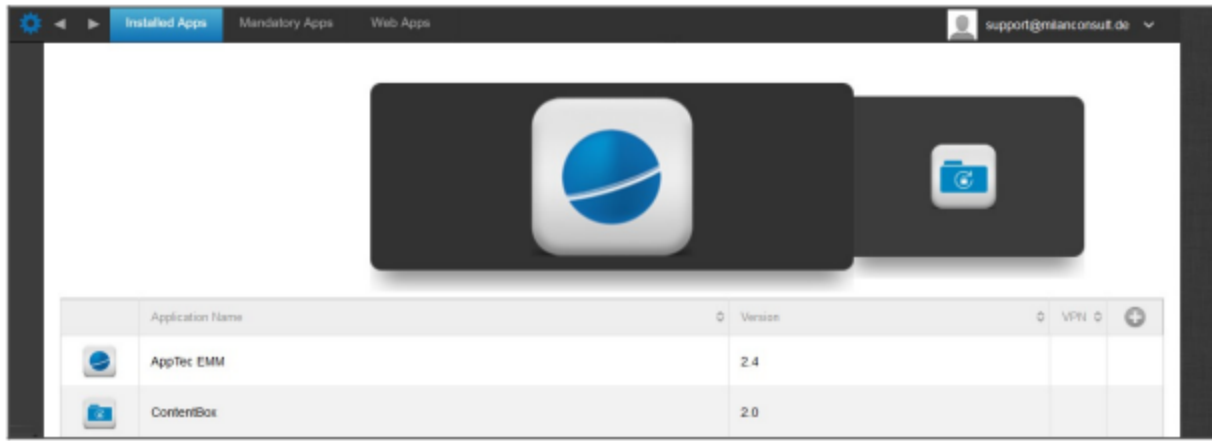 Installed Apps Mandatory Apps Web Apps support@milanconsult.de
Application Name Version VPN
AppTec EMM 2.4
ContentBox 2.0